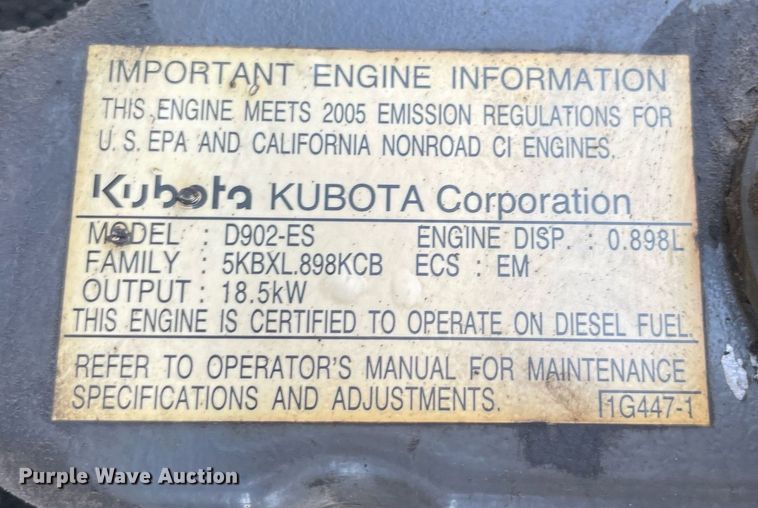 IMPORTANT ENGINE INFORMATION
THIS ENGINE MEETS 2005 EMISSION REGULATIONS FOR
U.S. EPA AND CALIFORNIA NONROAD CI ENGINES.
Kubota KUBOTA Corporation
MODEL : D902-ES ENGINE DISP. : 0.898L
FAMILY : 5KBXL.898KCB ECS : EM
OUTPUT : 18.5kW
THIS ENGINE IS CERTIFIED TO OPERATE ON DIESEL FUEL.
REFER TO OPERATOR'S MANUAL FOR MAINTENANCE
SPECIFICATIONS AND ADJUSTMENTS. 1G447-1
Purple Wave Auction